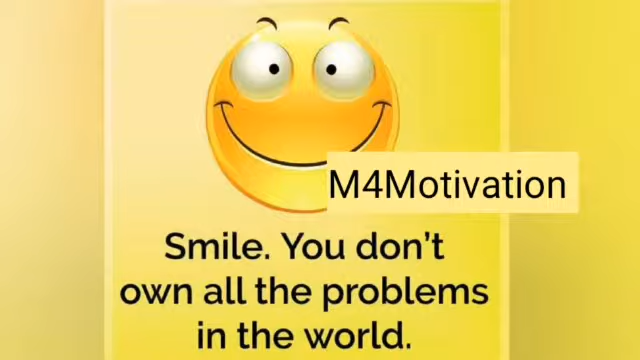 M4Motivation
Smile. You don't
own all the problems
in the world.